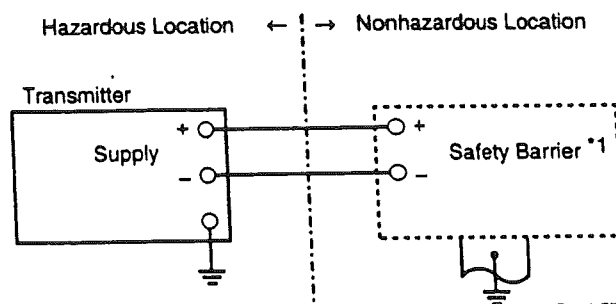 Hazardous Location ← → Nonhazardous Location
Transmitter
+ +
Supply Safety Barrier *1
− −